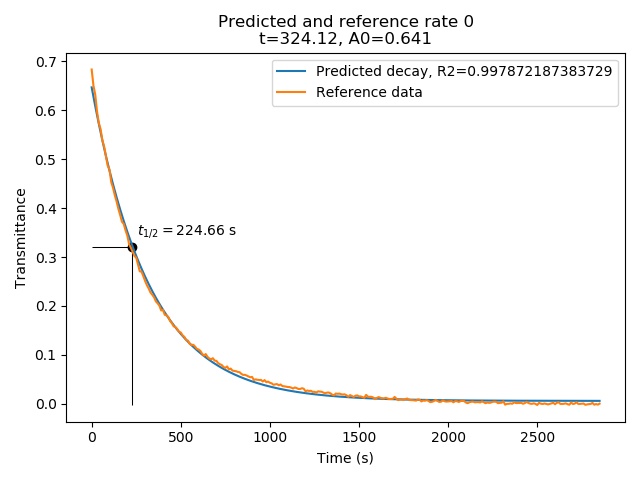 Predicted and reference rate 0
t=324.12, A0=0.641
Predicted decay, R2=0.997872187383729
Reference data
0.7
0.6
0.5
0.4
0.3
0.2
0.1
0.0
Transmittance
t1/2 = 224.66 s
0 500 1000 1500 2000 2500
Time (s)